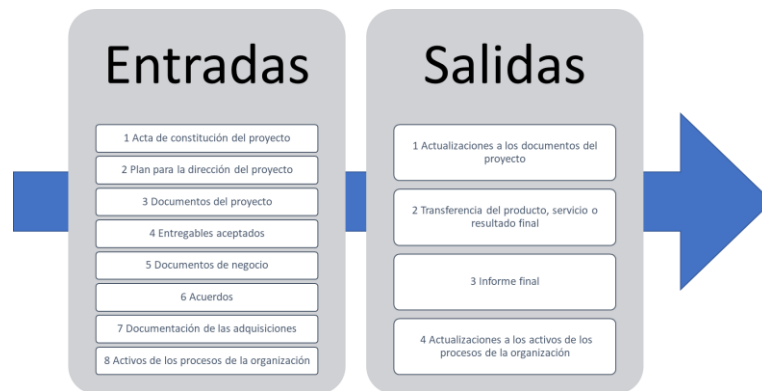 Entradas
1 Acta de constitución del proyecto
2 Plan para la dirección del proyecto
3 Documentos del proyecto
4 Entregables aceptados
5 Documentos de negocio
6 Acuerdos
7 Documentación de las adquisiciones
8 Activos de los procesos de la organización
Salidas
1 Actualizaciones a los documentos del
proyecto
2 Transferencia del producto, servicio o
resultado final
3 Informe final
4 Actualizaciones a los activos de los
procesos de la organización